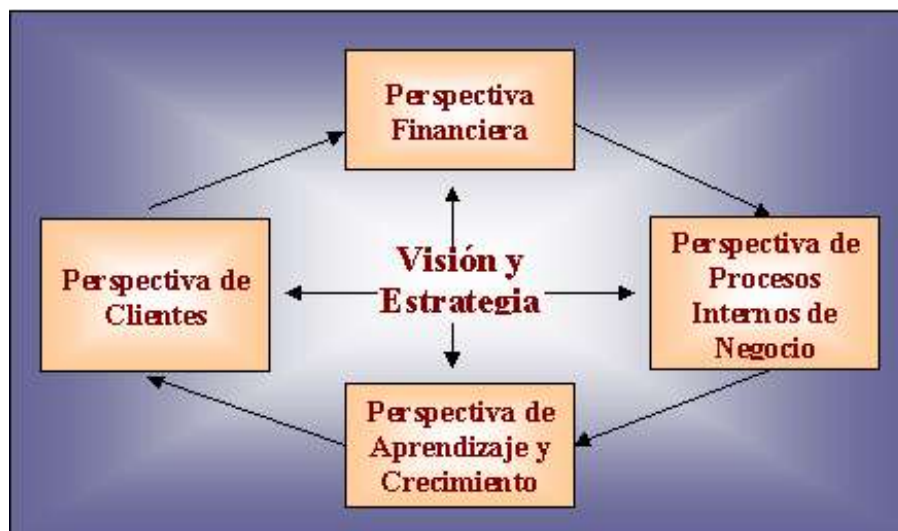 Perspectiva
Financiera
Perspectiva de
Clientes
Visión y
Estrategia
Perspectiva de
Procesos
Internos de
Negocio
Perspectiva de
Aprendizaje y
Crecimiento